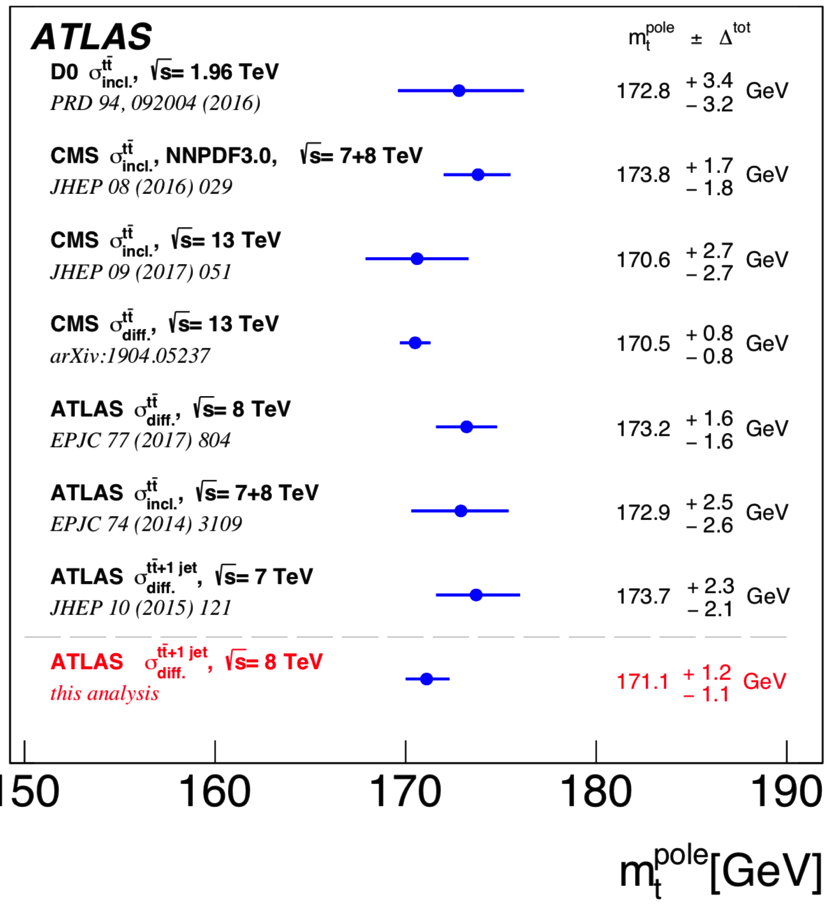 ATLAS
m_t^pole ± Δ^tot
D0 σ_incl.^tt̄, √s= 1.96 TeV
PRD 94, 092004 (2016)
172.8 + 3.4 − 3.2 GeV
CMS σ_incl.^tt̄, NNPDF3.0, √s= 7+8 TeV
JHEP 08 (2016) 029
173.8 + 1.7 − 1.8 GeV
CMS σ_incl.^tt̄, √s= 13 TeV
JHEP 09 (2017) 051
170.6 + 2.7 − 2.7 GeV
CMS σ_diff.^tt̄, √s= 13 TeV
arXiv:1904.05237
170.5 + 0.8 − 0.8 GeV
ATLAS σ_diff.^tt̄, √s= 8 TeV
EPJC 77 (2017) 804
173.2 + 1.6 − 1.6 GeV
ATLAS σ_incl.^tt̄, √s= 7+8 TeV
EPJC 74 (2014) 3109
172.9 + 2.5 − 2.6 GeV
ATLAS σ_diff.^tt̄+1 jet, √s= 7 TeV
JHEP 10 (2015) 121
173.7 + 2.3 − 2.1 GeV
ATLAS σ_diff.^tt̄+1 jet, √s= 8 TeV
this analysis
171.1 + 1.2 − 1.1 GeV
150 160 170 180 190
m_t^pole [GeV]